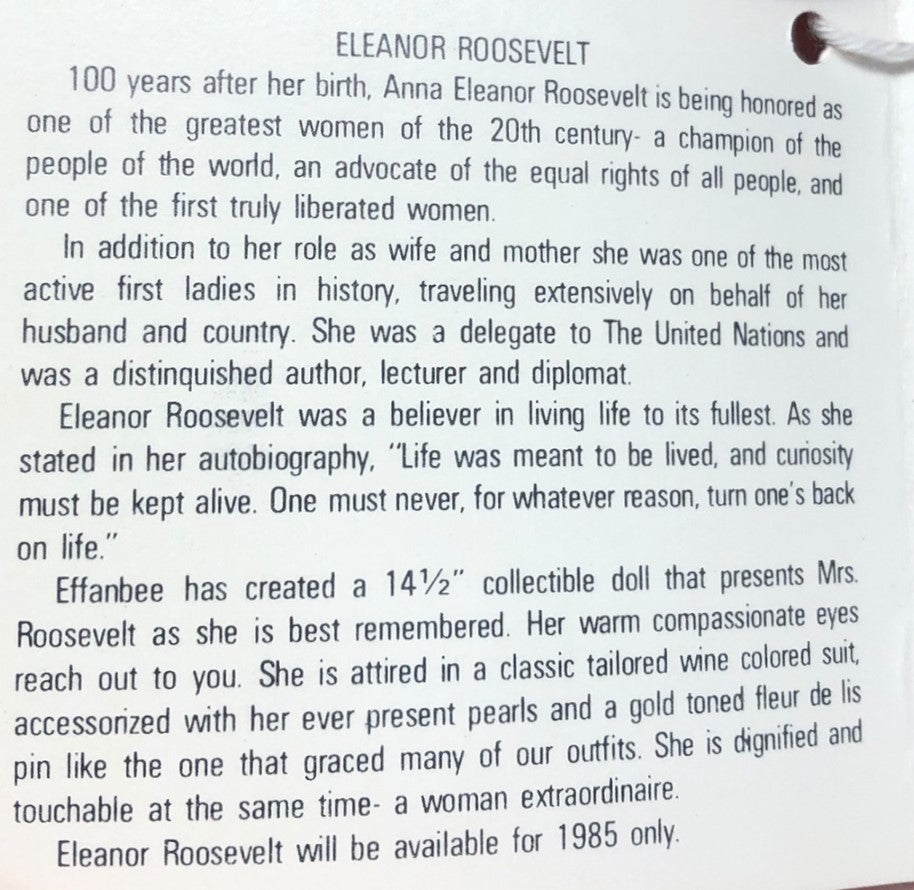 ELEANOR ROOSEVELT
100 years after her birth, Anna Eleanor Roosevelt is being honored as
one of the greatest women of the 20th century- a champion of the
people of the world, an advocate of the equal rights of all people, and
one of the first truly liberated women.
In addition to her role as wife and mother she was one of the most
active first ladies in history, traveling extensively on behalf of her
husband and country. She was a delegate to The United Nations and
was a distinquished author, lecturer and diplomat.
Eleanor Roosevelt was a believer in living life to its fullest. As she
stated in her autobiography, "Life was meant to be lived, and curiosity
must be kept alive. One must never, for whatever reason, turn one's back
on life."
Effanbee has created a 14½" collectible doll that presents Mrs.
Roosevelt as she is best remembered. Her warm compassionate eyes
reach out to you. She is attired in a classic tailored wine colored suit,
accessorized with her ever present pearls and a gold toned fleur de lis
pin like the one that graced many of our outfits. She is dignified and
touchable at the same time- a woman extraordinaire.
Eleanor Roosevelt will be available for 1985 only.